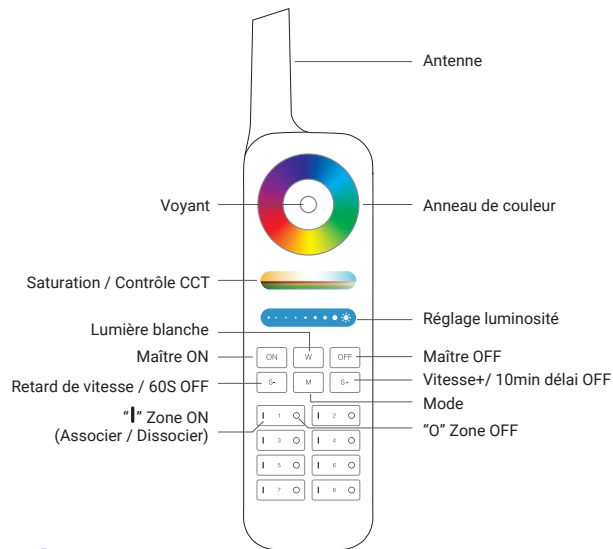 Antenne
Voyant
Anneau de couleur
Saturation / Contrôle CCT
Réglage luminosité
Lumière blanche
Maître ON
ON
W
OFF
Maître OFF
Retard de vitesse / 60S OFF
S-
M
S+
Vitesse+/ 10min délai OFF
Mode
"I" Zone ON
(Associer / Dissocier)
I 1 O
I 2 O
"O" Zone OFF
I 3 O
I 4 O
I 5 O
I 6 O
I 7 O
I 8 O